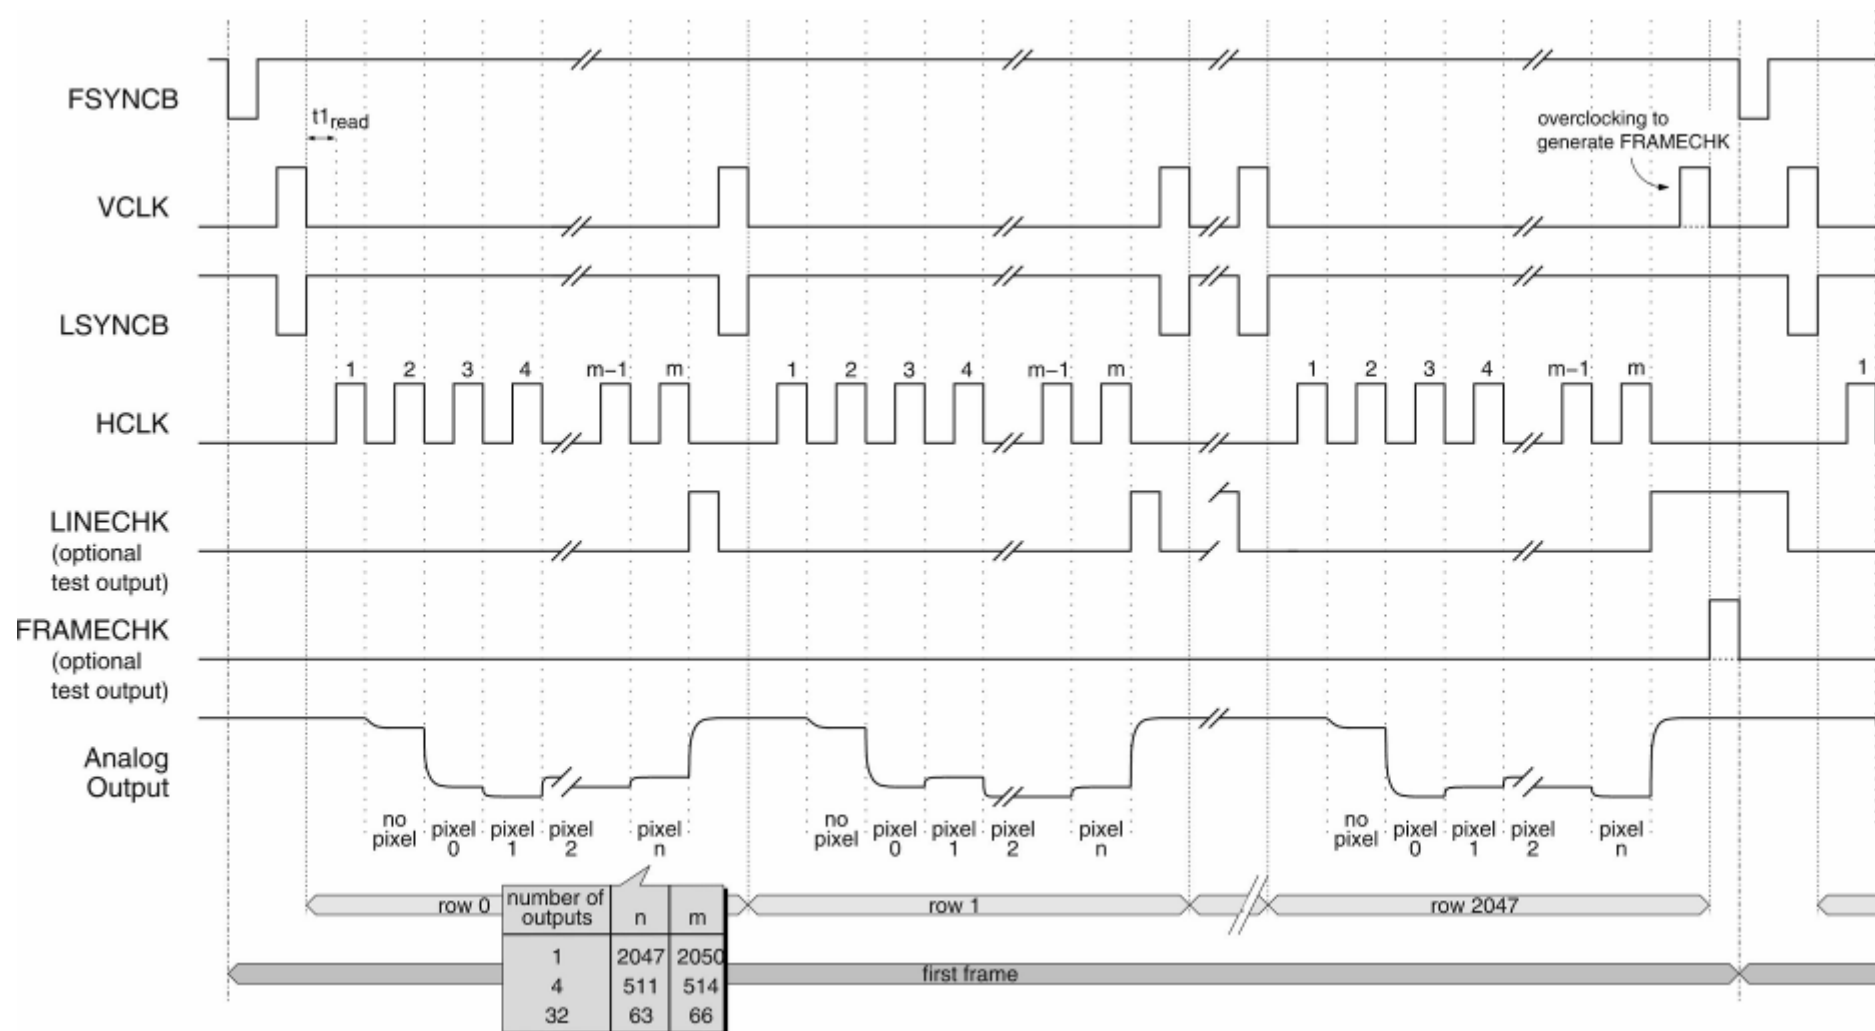 FSYNCB
t1read
overclocking to
generate FRAMECHK
VCLK
LSYNCB
1 2 3 4 m−1 m 1 2 3 4 m−1 m 1 2 3 4 m−1 m 1
HCLK
LINECHK
(optional
test output)
FRAMECHK
(optional
test output)
Analog
Output
no pixel
pixel 0
pixel 1
pixel 2
pixel n
no pixel
pixel 0
pixel 1
pixel 2
pixel n
no pixel
pixel 0
pixel 1
pixel 2
pixel n
row 0
row 1
row 2047
number of
outputs n m
1 2047 2050
4 511 514
32 63 66
first frame